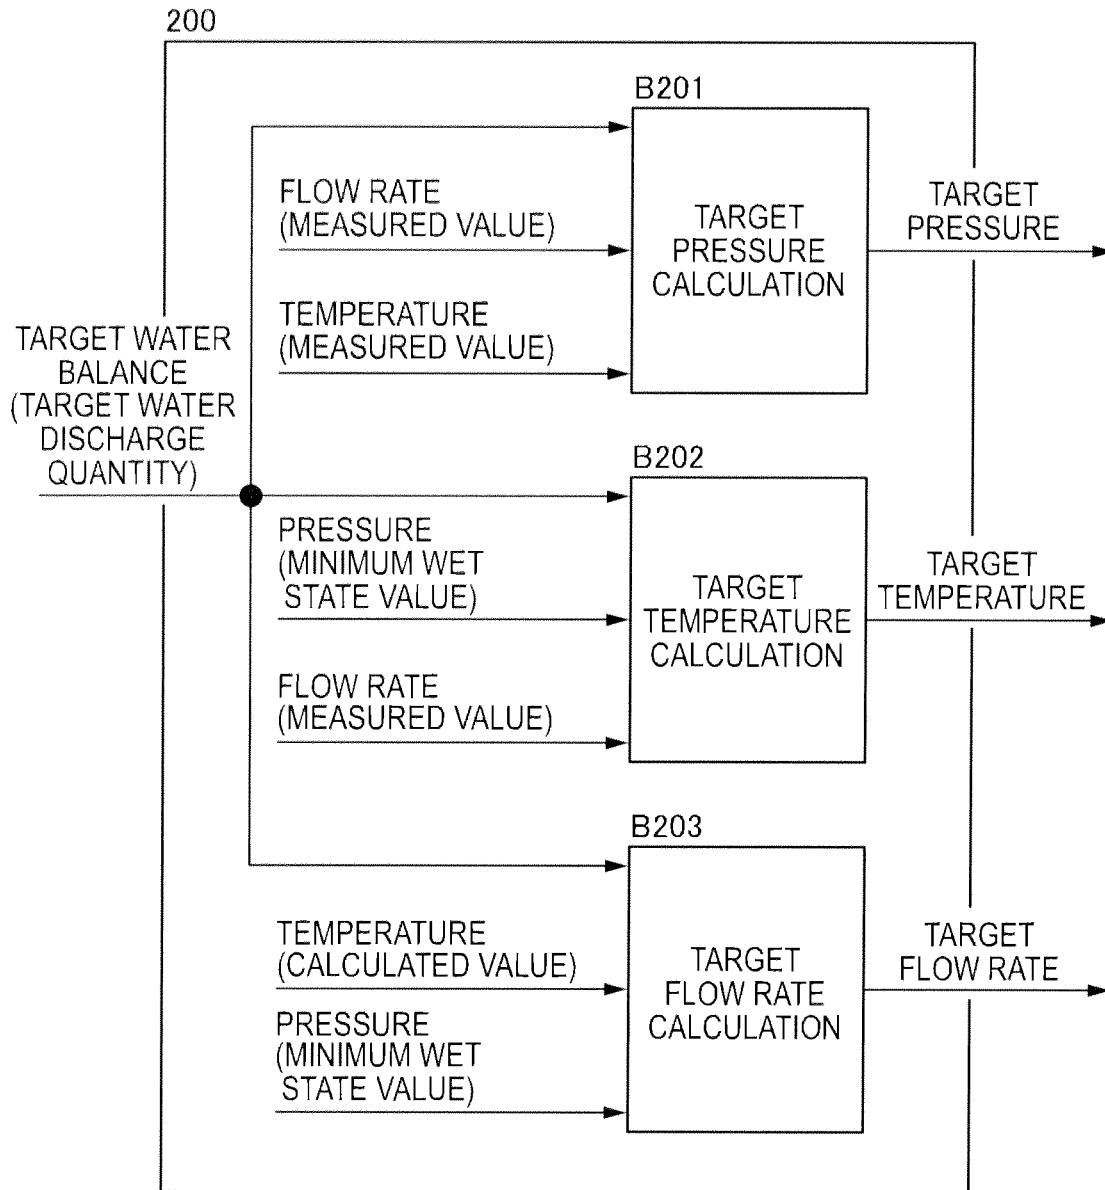 200
B201
FLOW RATE
(MEASURED VALUE)
TEMPERATURE
(MEASURED VALUE)
TARGET
PRESSURE
CALCULATION
TARGET
PRESSURE
TARGET WATER
BALANCE
(TARGET WATER
DISCHARGE
QUANTITY)
B202
PRESSURE
(MINIMUM WET
STATE VALUE)
FLOW RATE
(MEASURED VALUE)
TARGET
TEMPERATURE
CALCULATION
TARGET
TEMPERATURE
B203
TEMPERATURE
(CALCULATED VALUE)
PRESSURE
(MINIMUM WET
STATE VALUE)
TARGET
FLOW RATE
CALCULATION
TARGET
FLOW RATE